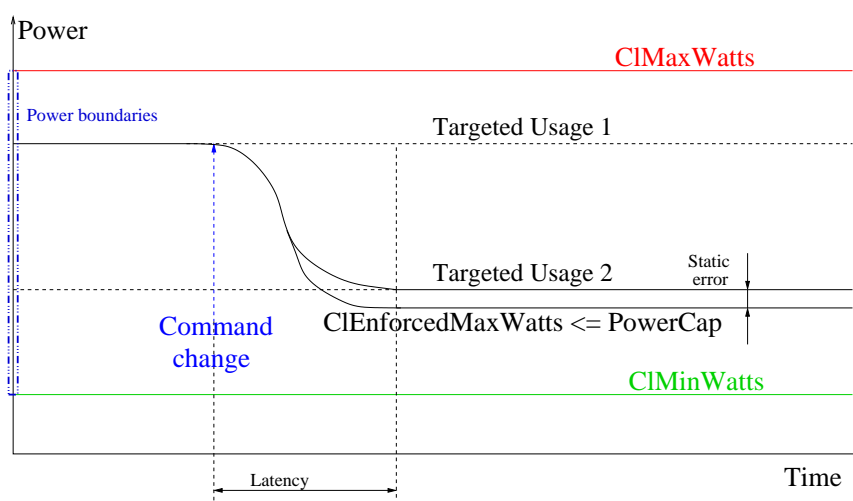 Power
ClMaxWatts
Power boundaries
Targeted Usage 1
Targeted Usage 2
Static
error
ClEnforcedMaxWatts <= PowerCap
Command
change
ClMinWatts
Latency
Time